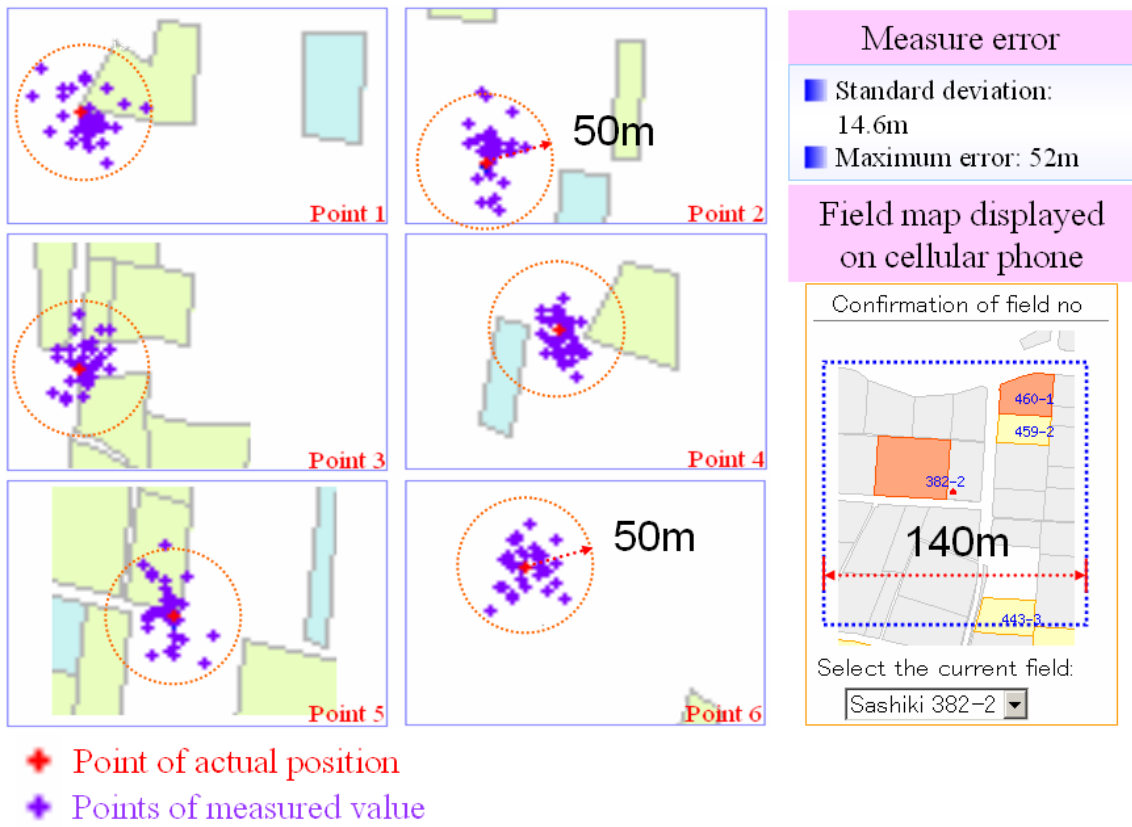 Point 1
50m
Point 2
Point 3
Point 4
Point 5
50m
Point 6
Point of actual position
Points of measured value
Measure error
Standard deviation:
14.6m
Maximum error: 52m
Field map displayed
on cellular phone
Confirmation of field no
460-1
459-2
382-2
140m
443-3
Select the current field:
Sashiki 382-2